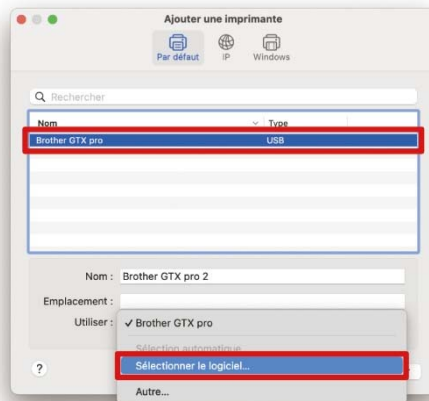 Ajouter une imprimante
Par défaut IP Windows
Rechercher
Nom Type
Brother GTX pro USB
Nom : Brother GTX pro 2
Emplacement :
Utiliser : ✓ Brother GTX pro
Sélection automatique
Sélectionner le logiciel...
?
Autre...